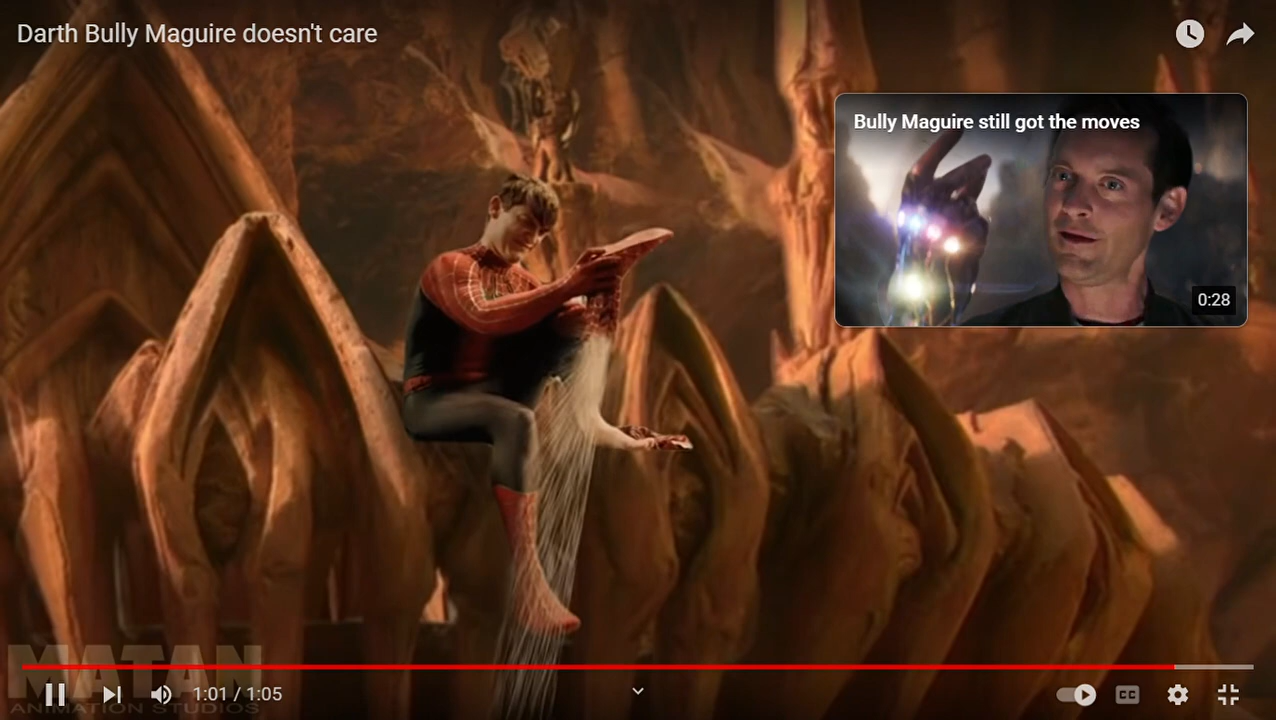 Darth Bully Maguire doesn't care
Bully Maguire still got the moves
0:28
MATAN
ANIMATION STUDIOS
1:01 / 1:05
CC